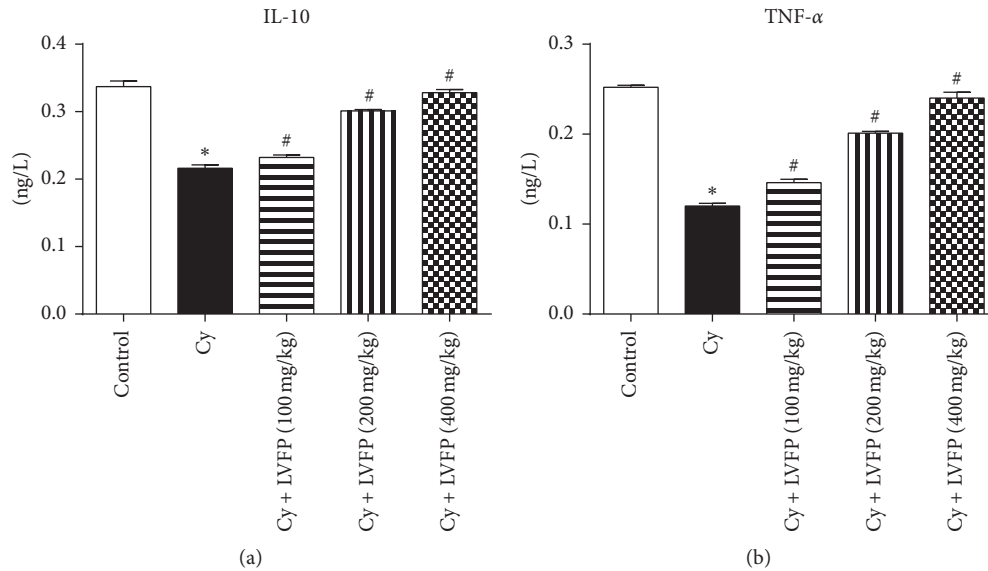 IL-10
0.4
0.3
0.2
0.1
0.0
(ng/L)
*
#
#
#
Control
Cy
Cy + LVFP (100 mg/kg)
Cy + LVFP (200 mg/kg)
Cy + LVFP (400 mg/kg)
(a)
TNF-α
0.3
0.2
0.1
0.0
(ng/L)
*
#
#
#
Control
Cy
Cy + LVFP (100 mg/kg)
Cy + LVFP (200 mg/kg)
Cy + LVFP (400 mg/kg)
(b)